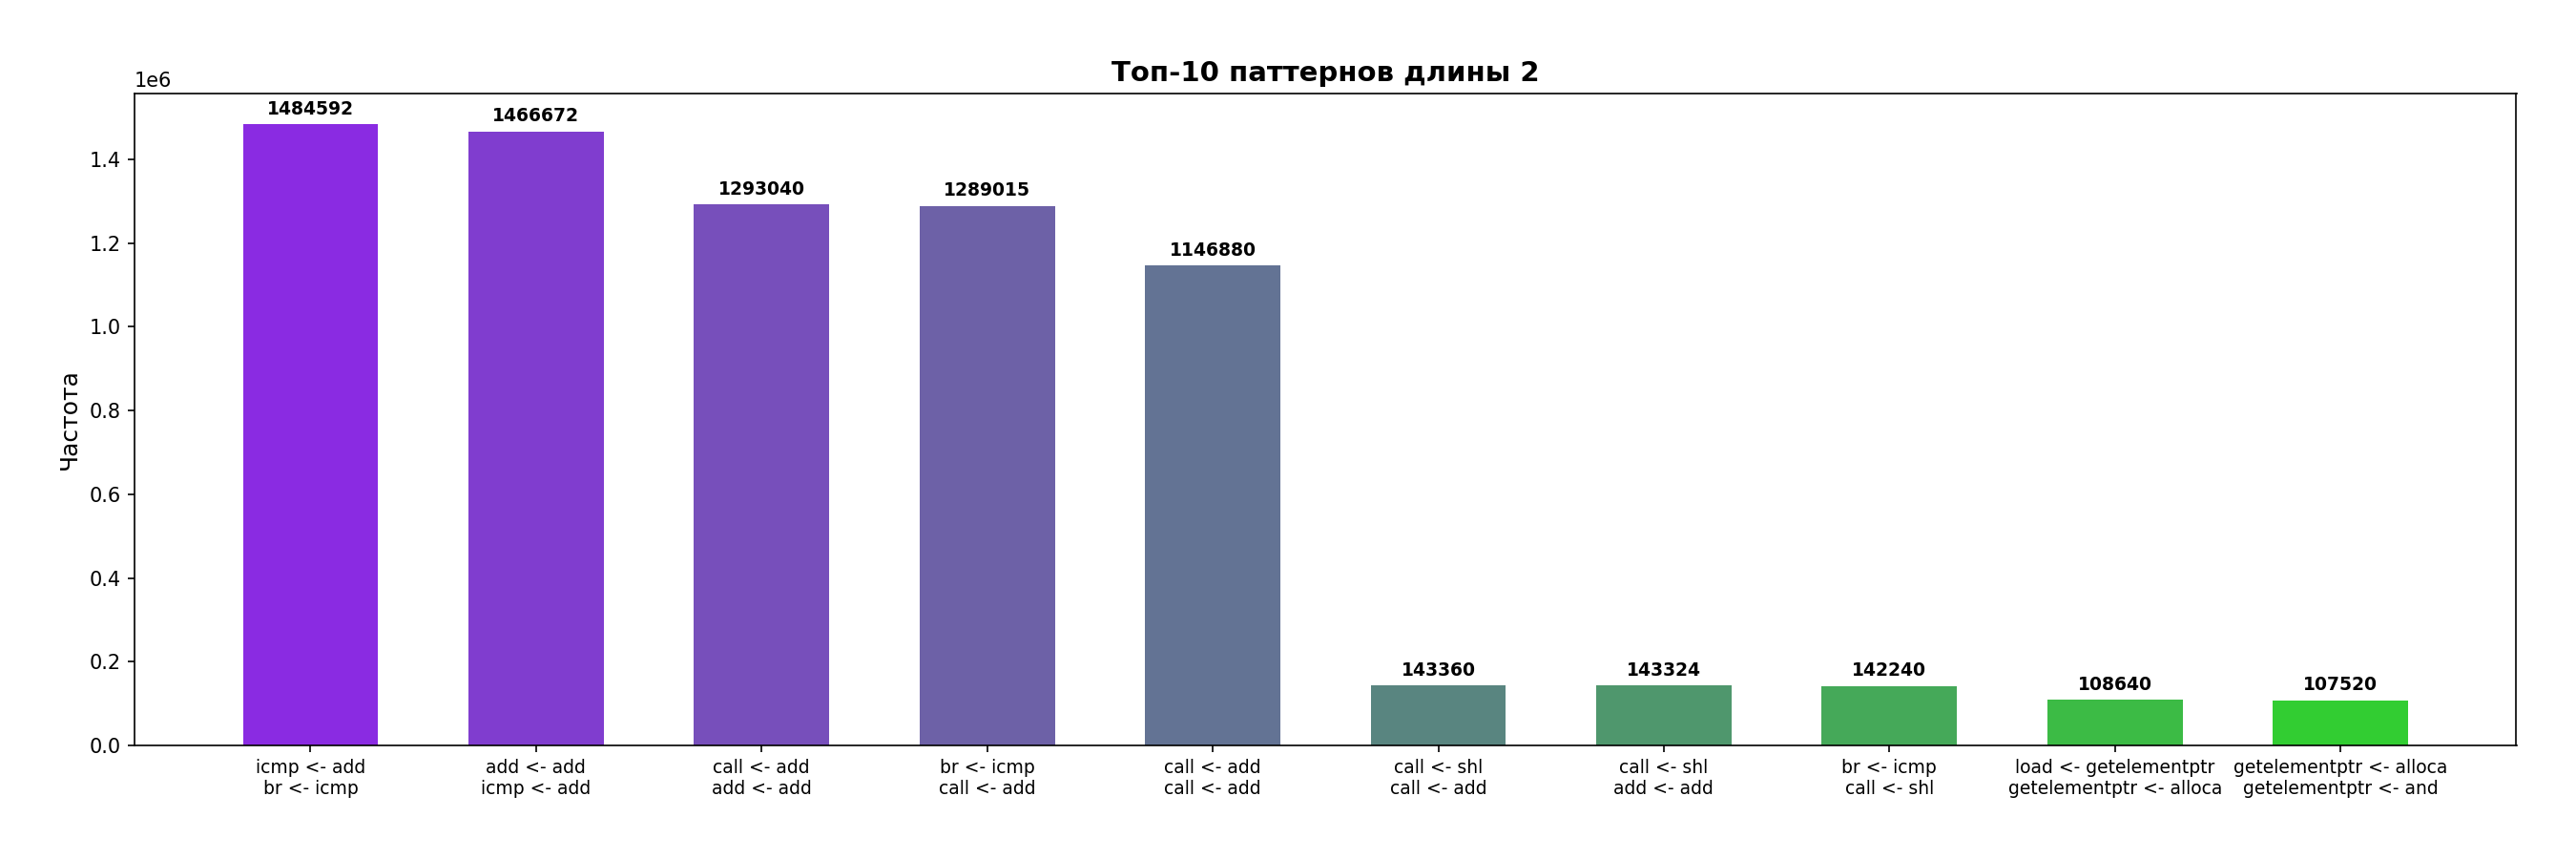 Топ-10 паттернов длины 2
1e6
Частота
1.4
1.2
1.0
0.8
0.6
0.4
0.2
0.0
1484592
1466672
1293040
1289015
1146880
143360
143324
142240
108640
107520
icmp <- add
br <- icmp
add <- add
icmp <- add
call <- add
add <- add
br <- icmp
call <- add
call <- add
call <- add
call <- shl
call <- add
call <- shl
add <- add
br <- icmp
call <- shl
load <- getelementptr
getelementptr <- alloca
getelementptr <- alloca
getelementptr <- and